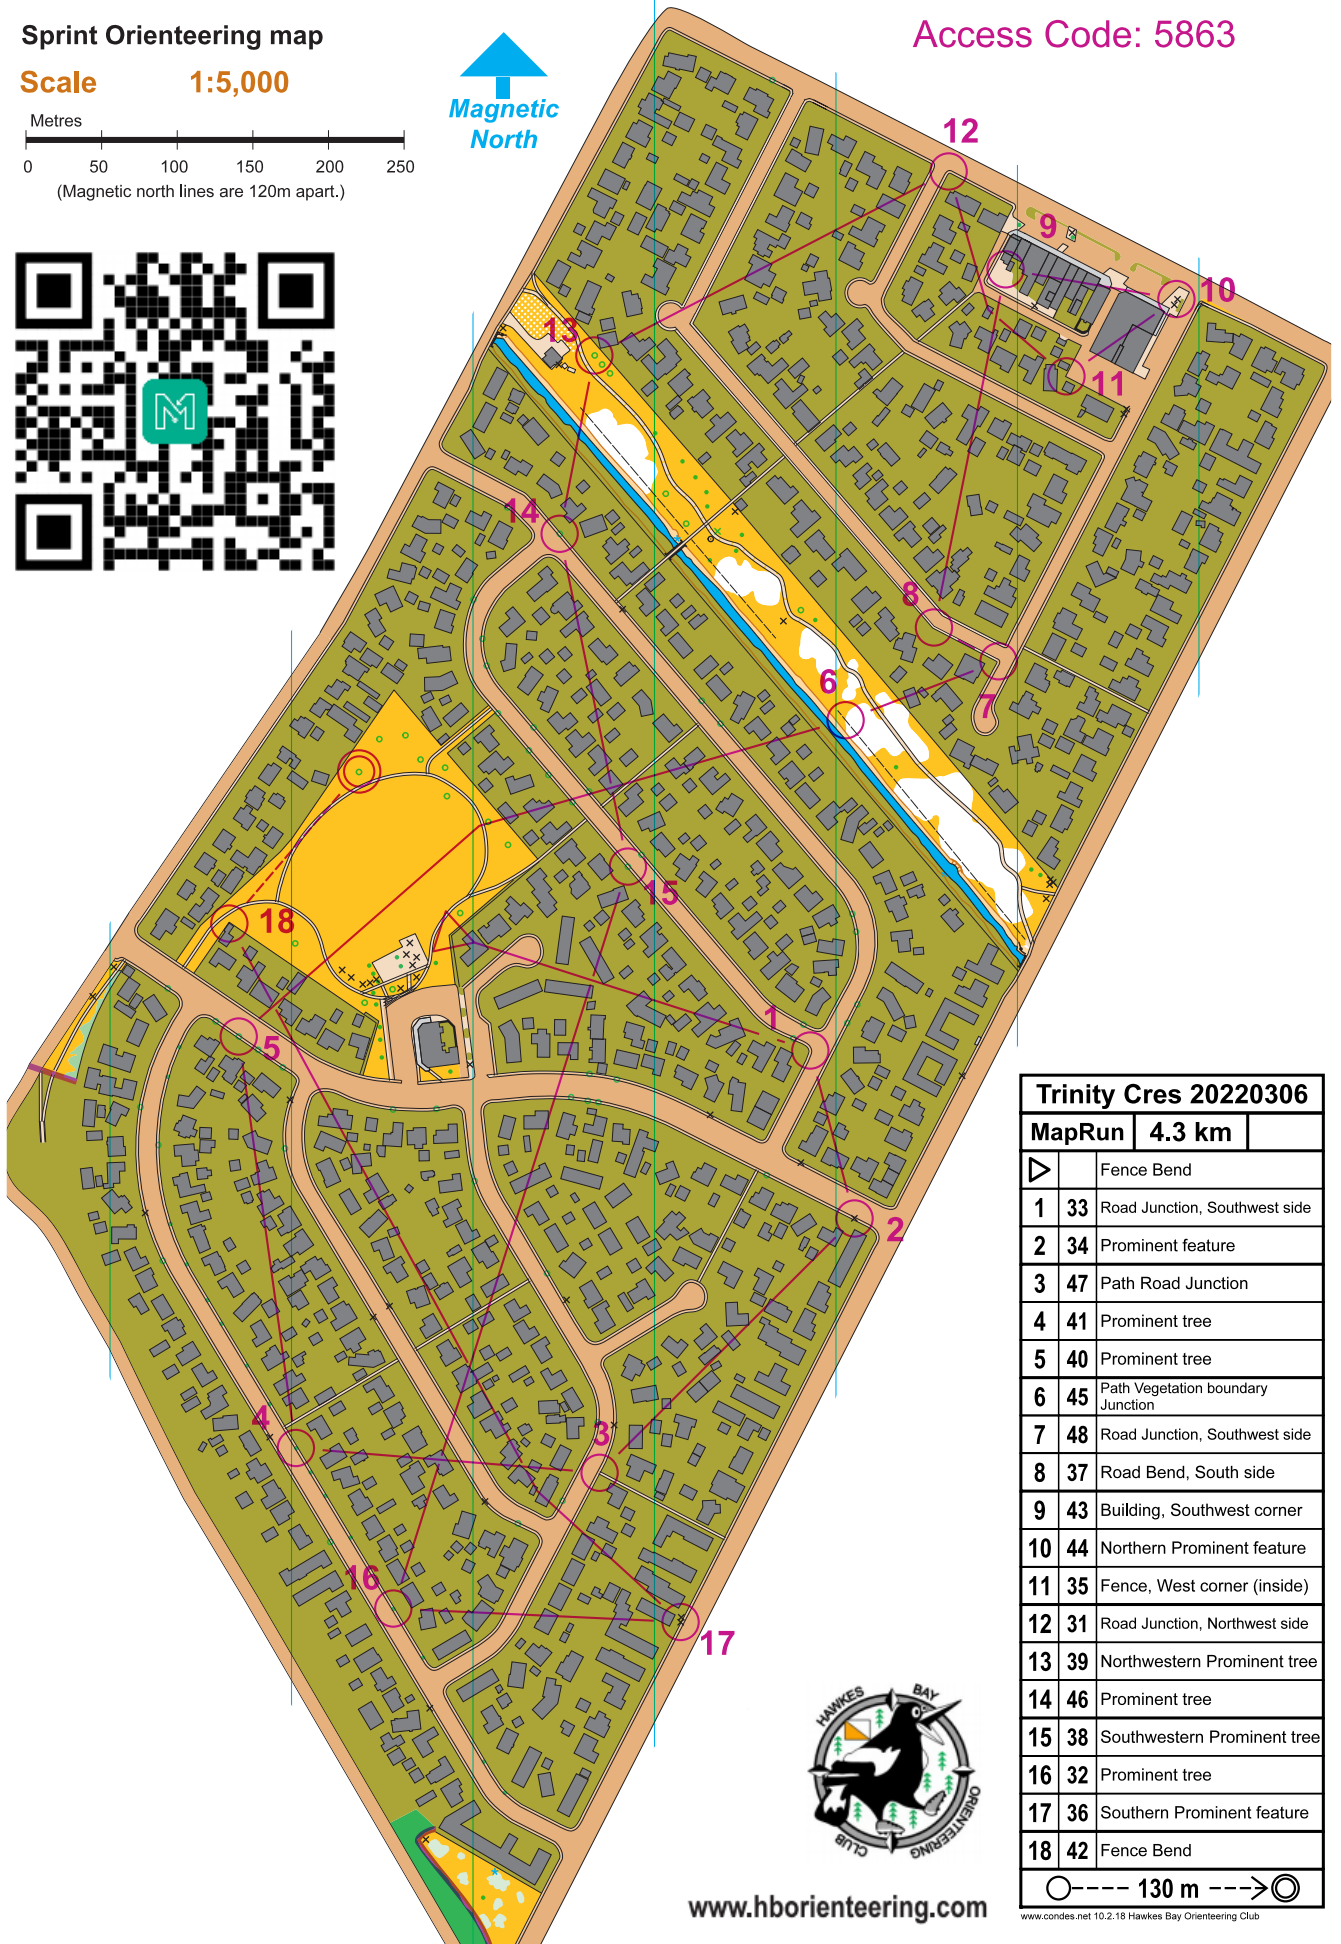 Sprint Orienteering map
Access Code: 5863
Scale 1:5,000
Metres
0 50 100 150 200 250
(Magnetic north lines are 120m apart.)
Magnetic
North
12
9
10
13
11
14
8
6
7
15
18
1
5
2
4
3
16
17
Trinity Cres 20220306
MapRun 4.3 km
Fence Bend
1 33 Road Junction, Southwest side
2 34 Prominent feature
3 47 Path Road Junction
4 41 Prominent tree
5 40 Prominent tree
6 45 Path Vegetation boundary
Junction
7 48 Road Junction, Southwest side
8 37 Road Bend, South side
9 43 Building, Southwest corner
10 44 Northern Prominent feature
11 35 Fence, West corner (inside)
12 31 Road Junction, Northwest side
13 39 Northwestern Prominent tree
14 46 Prominent tree
15 38 Southwestern Prominent tree
16 32 Prominent tree
17 36 Southern Prominent feature
18 42 Fence Bend
130 m
HAWKES BAY
ORIENTEERING
CLUB
www.hborienteering.com
www.condes.net 10.2.18 Hawkes Bay Orienteering Club